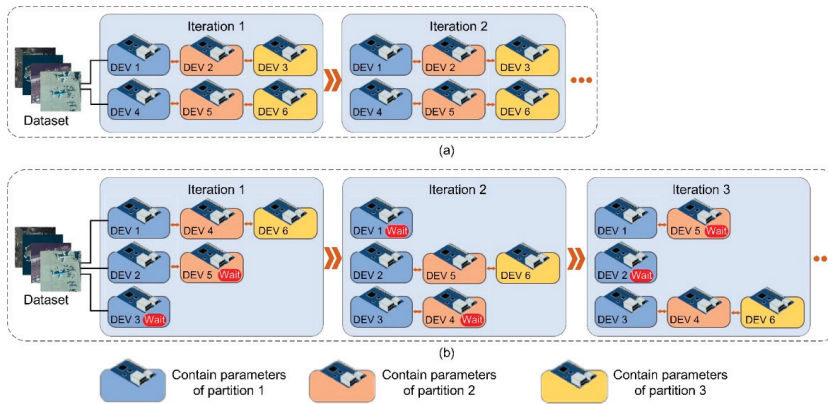 Iteration 1
Iteration 2
DEV 1
DEV 2
DEV 3
DEV 1
DEV 2
DEV 3
DEV 4
DEV 5
DEV 6
DEV 4
DEV 5
DEV 6
Dataset
(a)
Iteration 1
Iteration 2
Iteration 3
DEV 1
DEV 4
DEV 6
DEV 1 Wait
DEV 1
DEV 5 Wait
DEV 2
DEV 5 Wait
DEV 2
DEV 5
DEV 6
DEV 2 Wait
DEV 3 Wait
DEV 3
DEV 4 Wait
DEV 3
DEV 4
DEV 6
Dataset
(b)
Contain parameters
of partition 1
Contain parameters
of partition 2
Contain parameters
of partition 3